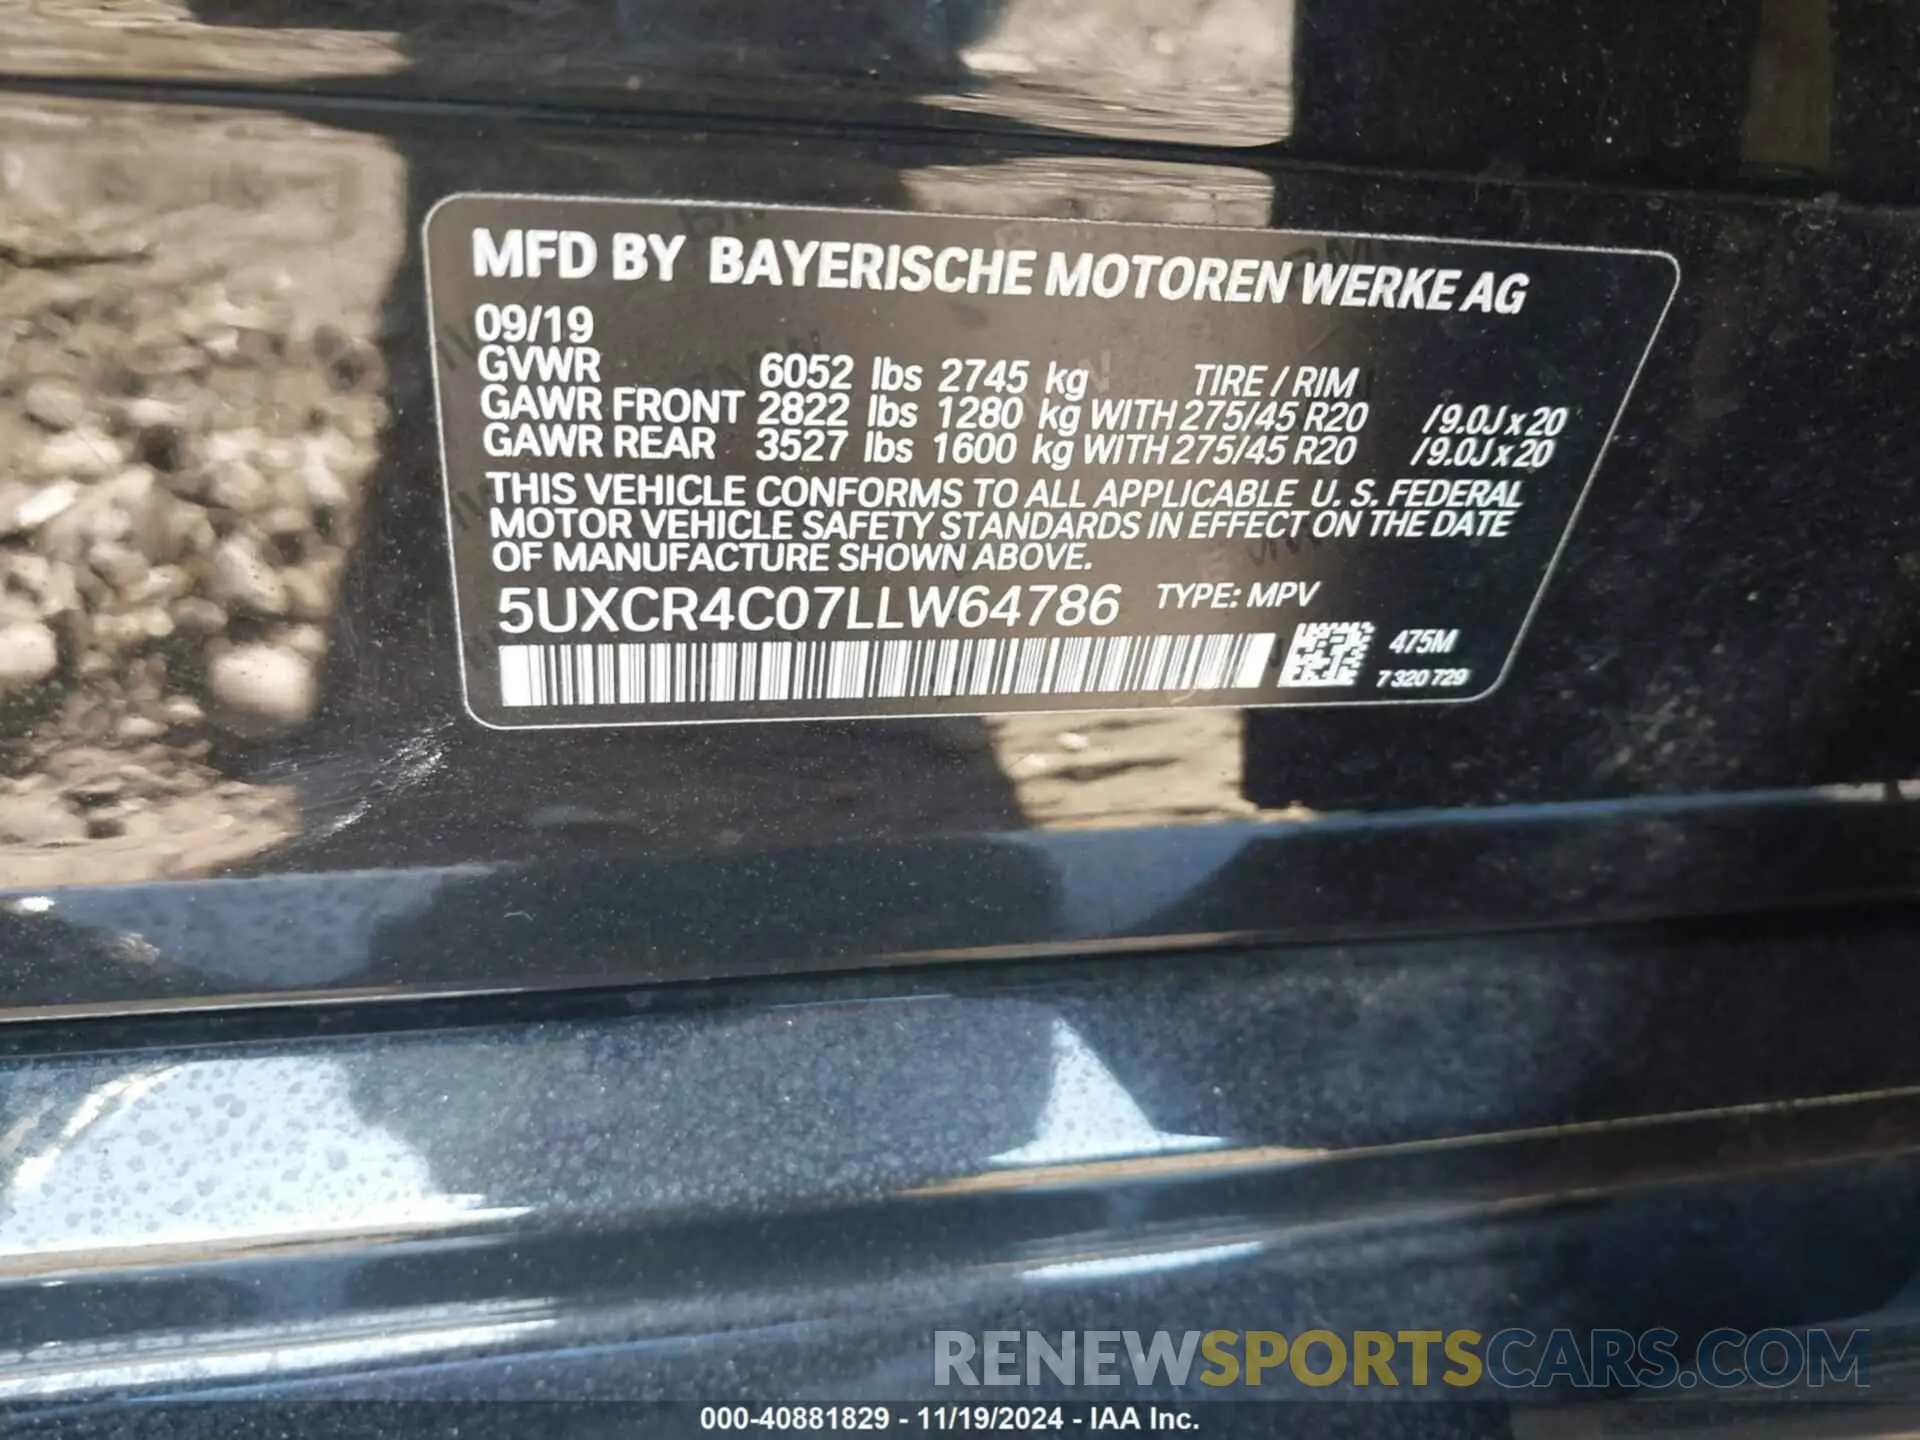 MFD BY BAYERISCHE MOTOREN WERKE AG
09/19
GVWR 6052 lbs 2745 kg TIRE / RIM
GAWR FRONT 2822 lbs 1280 kg WITH 275/45 R20 /9.0J x 20
GAWR REAR 3527 lbs 1600 kg WITH 275/45 R20 /9.0J x 20
THIS VEHICLE CONFORMS TO ALL APPLICABLE U. S. FEDERAL
MOTOR VEHICLE SAFETY STANDARDS IN EFFECT ON THE DATE
OF MANUFACTURE SHOWN ABOVE.
5UXCR4C07LLW64786 TYPE: MPV
475M
7 320 729
RENEWSPORTSCARS.COM
000-40881829 - 11/19/2024 - IAA Inc.